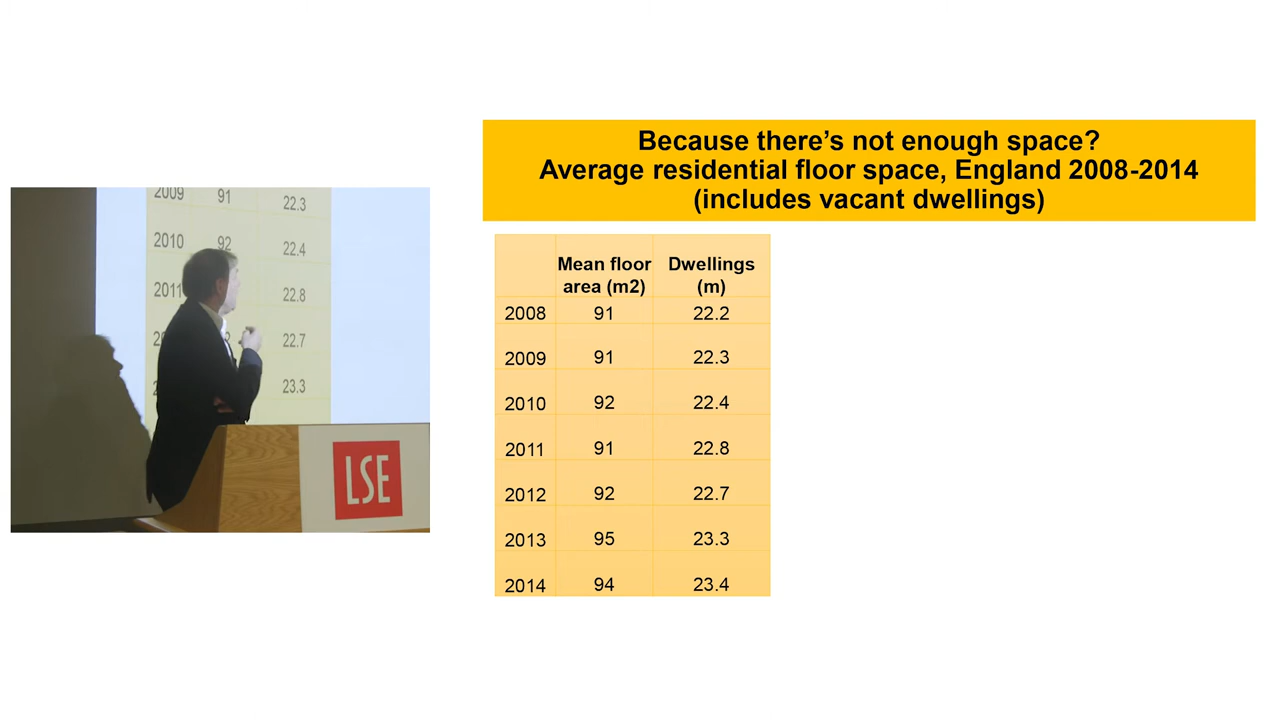 Because there's not enough space?
Average residential floor space, England 2008-2014
(includes vacant dwellings)
Mean floor area (m2) Dwellings (m)
2008 91 22.2
2009 91 22.3
2010 92 22.4
2011 91 22.8
2012 92 22.7
2013 95 23.3
2014 94 23.4
2009 91 22.3
2010 92 22.4
2011 22.8
22.7
23.3
LSE